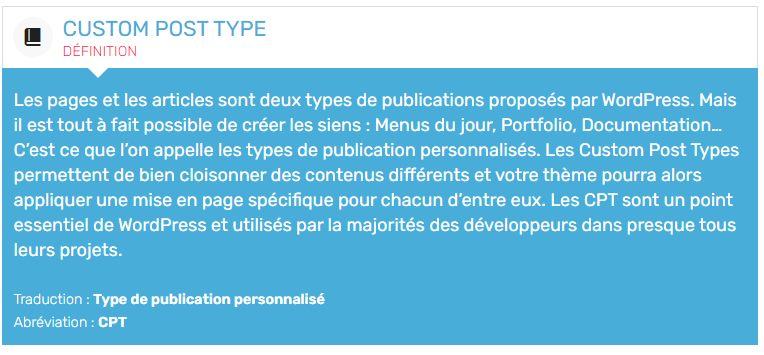 CUSTOM POST TYPE
DÉFINITION
Les pages et les articles sont deux types de publications proposés par WordPress. Mais
il est tout à fait possible de créer les siens : Menus du jour, Portfolio, Documentation…
C’est ce que l’on appelle les types de publication personnalisés. Les Custom Post Types
permettent de bien cloisonner des contenus différents et votre thème pourra alors
appliquer une mise en page spécifique pour chacun d’entre eux. Les CPT sont un point
essentiel de WordPress et utilisés par la majorités des développeurs dans presque tous
leurs projets.
Traduction : Type de publication personnalisé
Abréviation : CPT